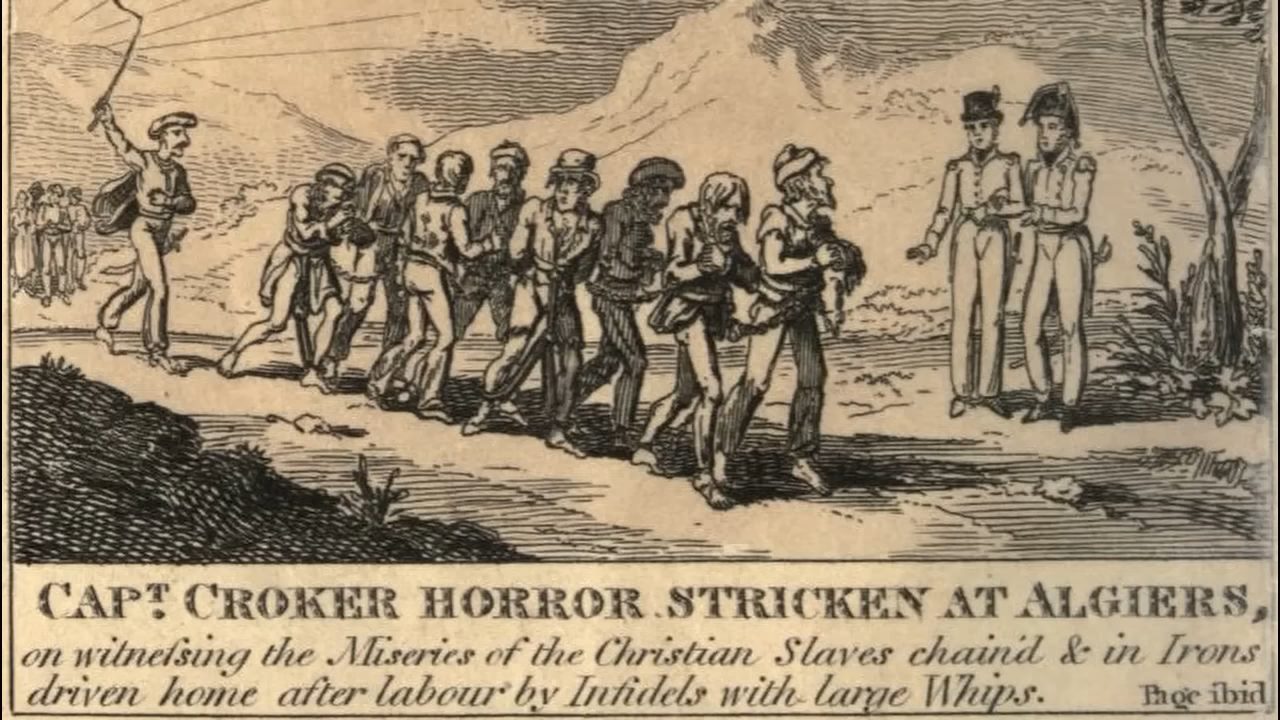 CAPT. CROKER HORROR STRICKEN AT ALGIERS,
on witneſsing the Miseries of the Christian Slaves chain'd & in Irons
driven home after labour by Infidels with large Whips. Page ibid